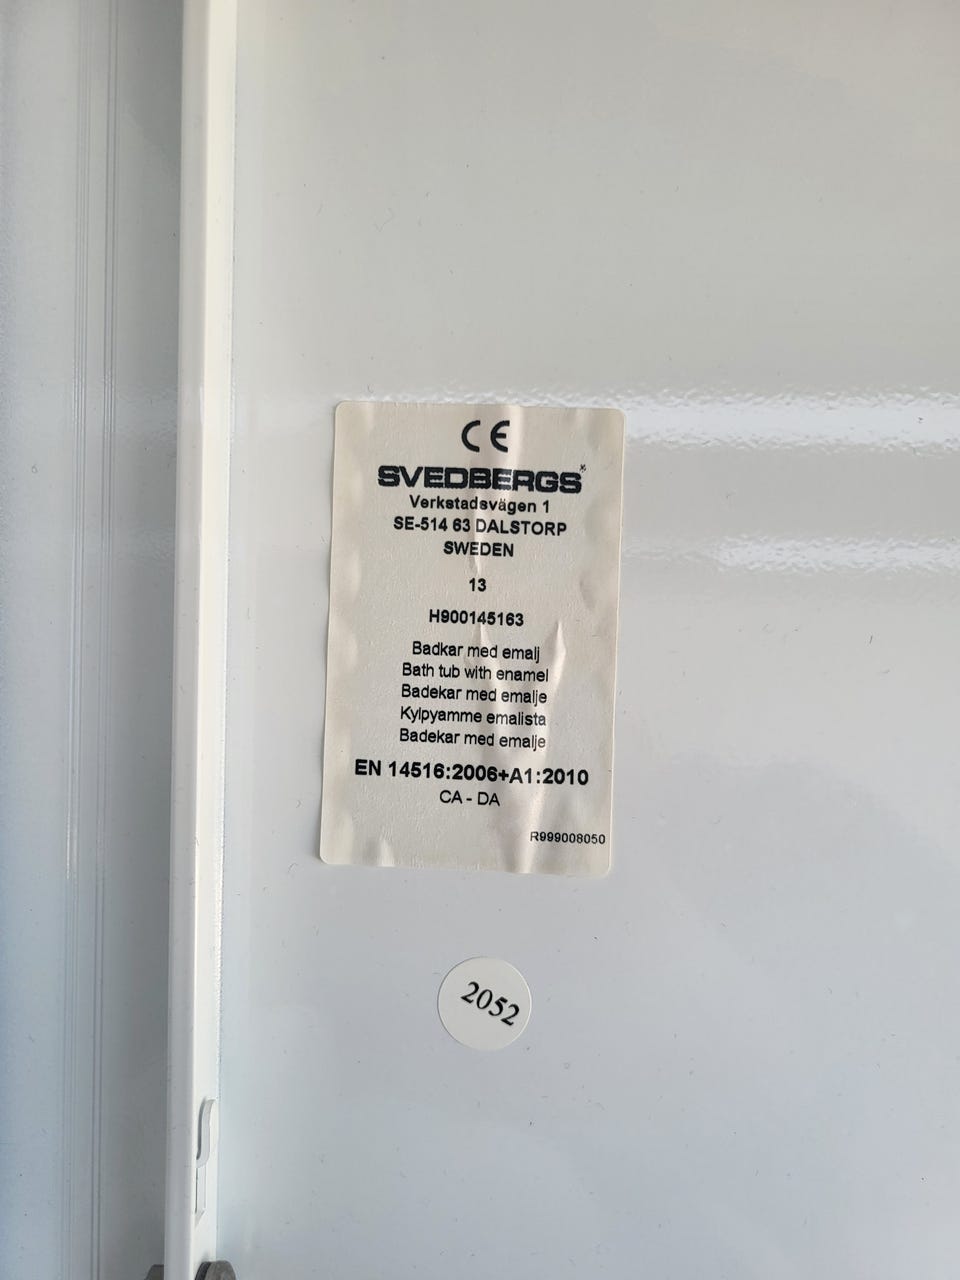 CE
SVEDBERGS
Verkstadsvägen 1
SE-514 63 DALSTORP
SWEDEN
13
H900145163
Badkar med emalj
Bath tub with enamel
Badekar med emalje
Kylpyamme emalista
Badekar med emalje
EN 14516:2006+A1:2010
CA - DA
R999008050
2052